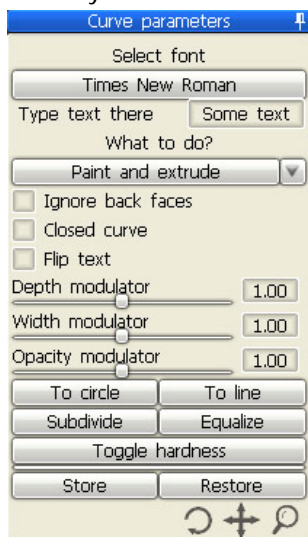 Curve parameters
Select font
Times New Roman
Type text there Some text
What to do?
Paint and extrude
Ignore back faces
Closed curve
Flip text
Depth modulator 1.00
Width modulator 1.00
Opacity modulator 1.00
To circle To line
Subdivide Equalize
Toggle hardness
Store Restore